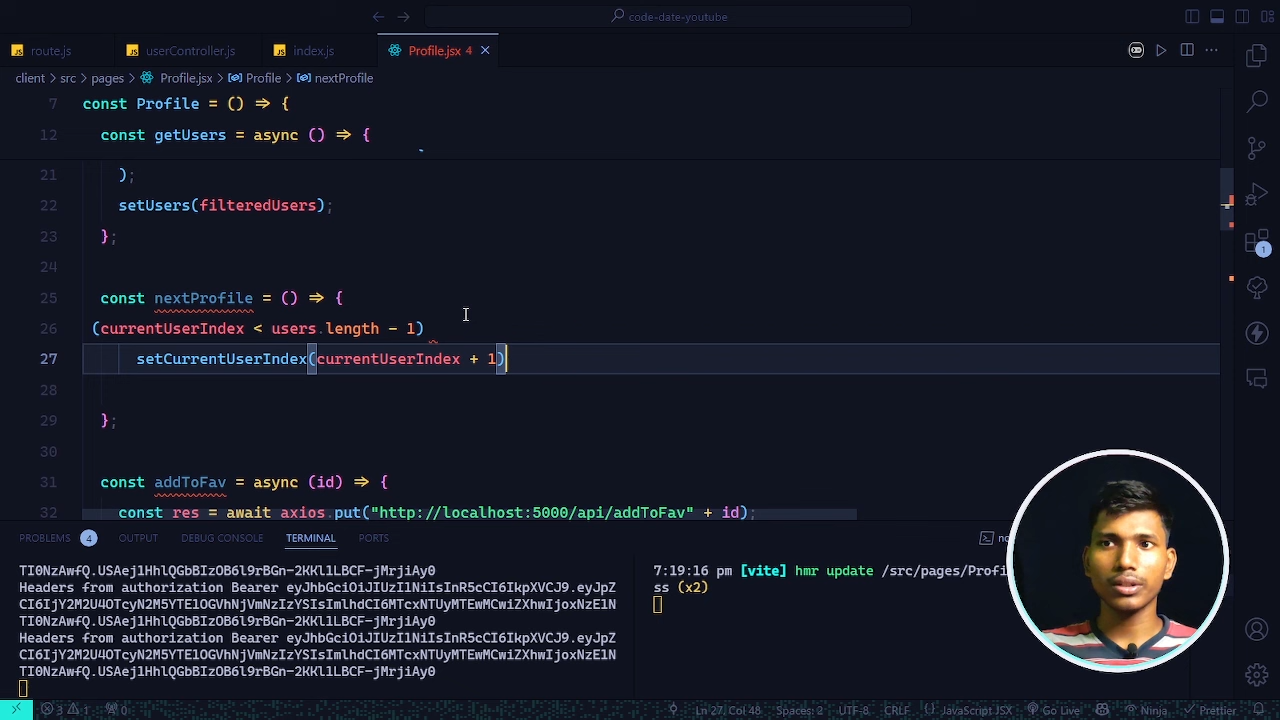 code-date-youtube
route.js
userController.js
index.js
Profile.jsx 4
client > src > pages > Profile.jsx > Profile > nextProfile
7 const Profile = () => {
12 const getUsers = async () => {
21 );
22 setUsers(filteredUsers);
23 };
24
25 const nextProfile = () => {
26 (currentUserIndex < users.length - 1)
27 setCurrentUserIndex(currentUserIndex + 1)
28
29 };
30
31 const addToFav = async (id) => {
32 const res = await axios.put("http://localhost:5000/api/addToFav" + id);
1
PROBLEMS 4 OUTPUT DEBUG CONSOLE TERMINAL PORTS
TI0NzAwfQ.USAej1HhlQGbBIzOB6l9rBGn-2KKl1LBCF-jMrjiAy0
Headers from authorization Bearer eyJhbGciOiJIUzI1NiIsInR5cCI6IkpXVCJ9.eyJpZ
CI6IjY2M2U4OTcyN2M5YTE1OGVhNjVmNzIzYSIsImlhdCI6MTcxNTUyMTEwMCwiZXhwIjoxNzE1N
TI0NzAwfQ.USAej1HhlQGbBIzOB6l9rBGn-2KKl1LBCF-jMrjiAy0
Headers from authorization Bearer eyJhbGciOiJIUzI1NiIsInR5cCI6IkpXVCJ9.eyJpZ
CI6IjY2M2U4OTcyN2M5YTE1OGVhNjVmNzIzYSIsImlhdCI6MTcxNTUyMTEwMCwiZXhwIjoxNzE1N
TI0NzAwfQ.USAej1HhlQGbBIzOB6l9rBGn-2KKl1LBCF-jMrjiAy0
7:19:16 pm [vite] hmr update /src/pages/Profi
ss (x2)
3 1 0
Ln 27, Col 48 Spaces: 2 UTF-8 CRLF {} JavaScript JSX Go Live Ninja Prettier